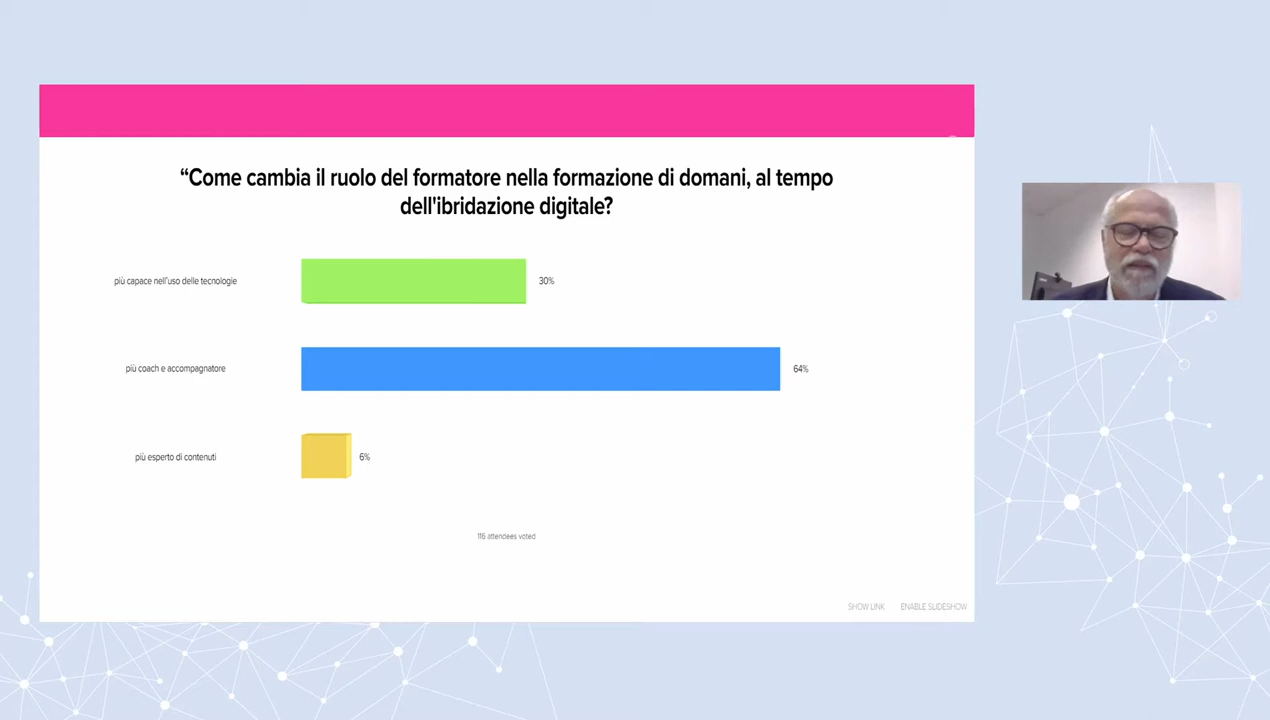 “Come cambia il ruolo del formatore nella formazione di domani, al tempo
dell'ibridazione digitale?
più capace nell'uso delle tecnologie
30%
più coach e accompagnatore
64%
più esperto di contenuti
6%
116 attendees voted
SHOW LINK ENABLE SLIDESHOW